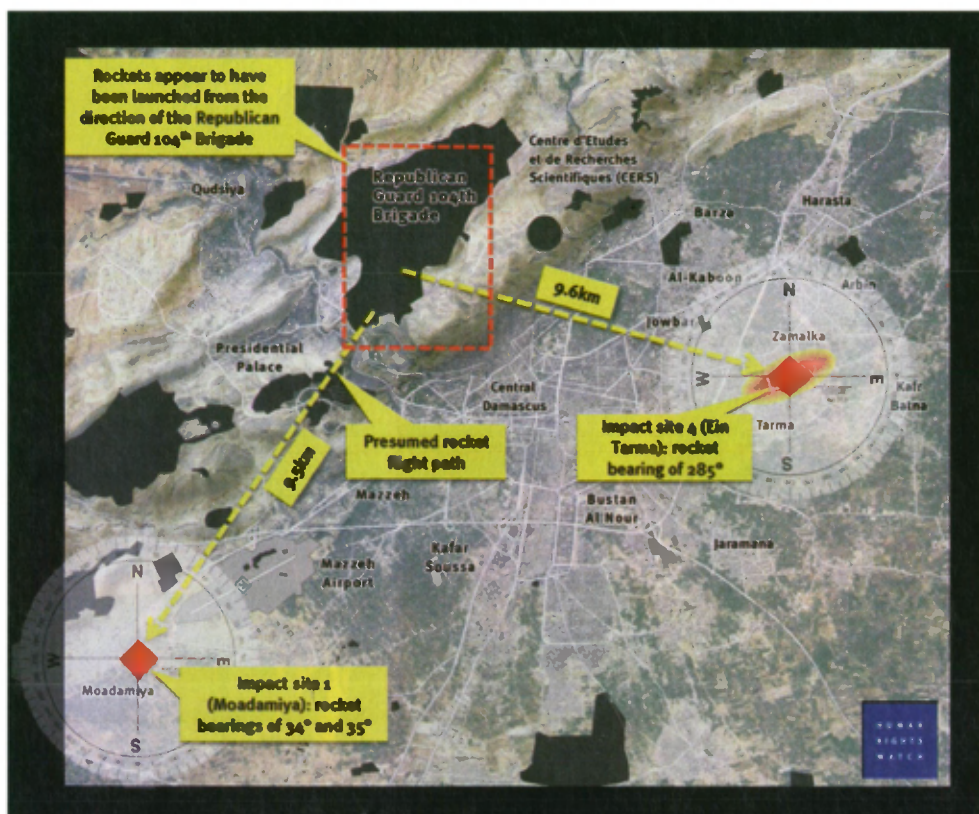 Rockets appear to have
been launched from the
direction of the Republican
Guard 104th Brigade
Qudsiya
Republican
Guard 104th
Brigade
Centre d'Etudes
et de Recherches
Scientifiques (CERS)
Barza
Harasta
Al-Kaboon
Arbin
9.6km
N
Jowbar
Zamalka
W
E
Kafr
Batna
Presidential
Palace
Central
Damascus
Impact site 4 (Ein
Tarma): rocket
bearing of 285°
Tarma
S
Presumed rocket
flight path
9.5km
Mazzeh
Bustan
Al Nour
Jaramana
Kafar
Soussa
Mazzeh
Airport
N
W
E
Moadamiya
S
Impact site 1
(Moadamiya): rocket
bearings of 34° and 35°
HUMAN
RIGHTS
WATCH